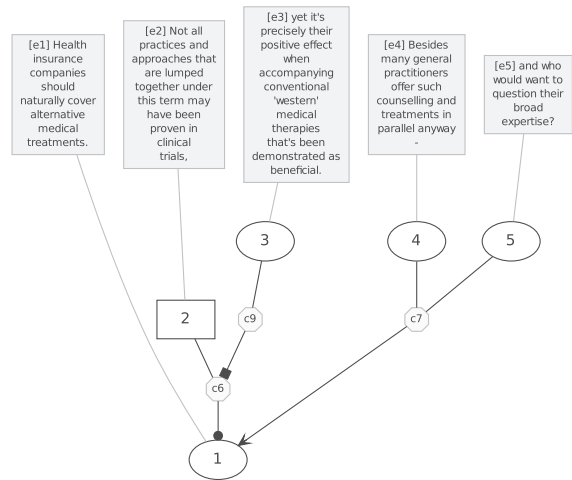 [e1] Health
insurance
companies
should
naturally cover
alternative
medical
treatments.
[e2] Not all
practices and
approaches that
are lumped
together under
this term may
have been
proven in
clinical
trials,
[e3] yet it's
precisely their
positive effect
when
accompanying
conventional
'western'
medical
therapies
that's been
demonstrated as
beneficial.
[e4] Besides
many general
practitioners
offer such
counselling and
treatments in
parallel anyway
-
[e5] and who
would want to
question their
broad
expertise?
3
4
5
2
c9
c7
c6
1